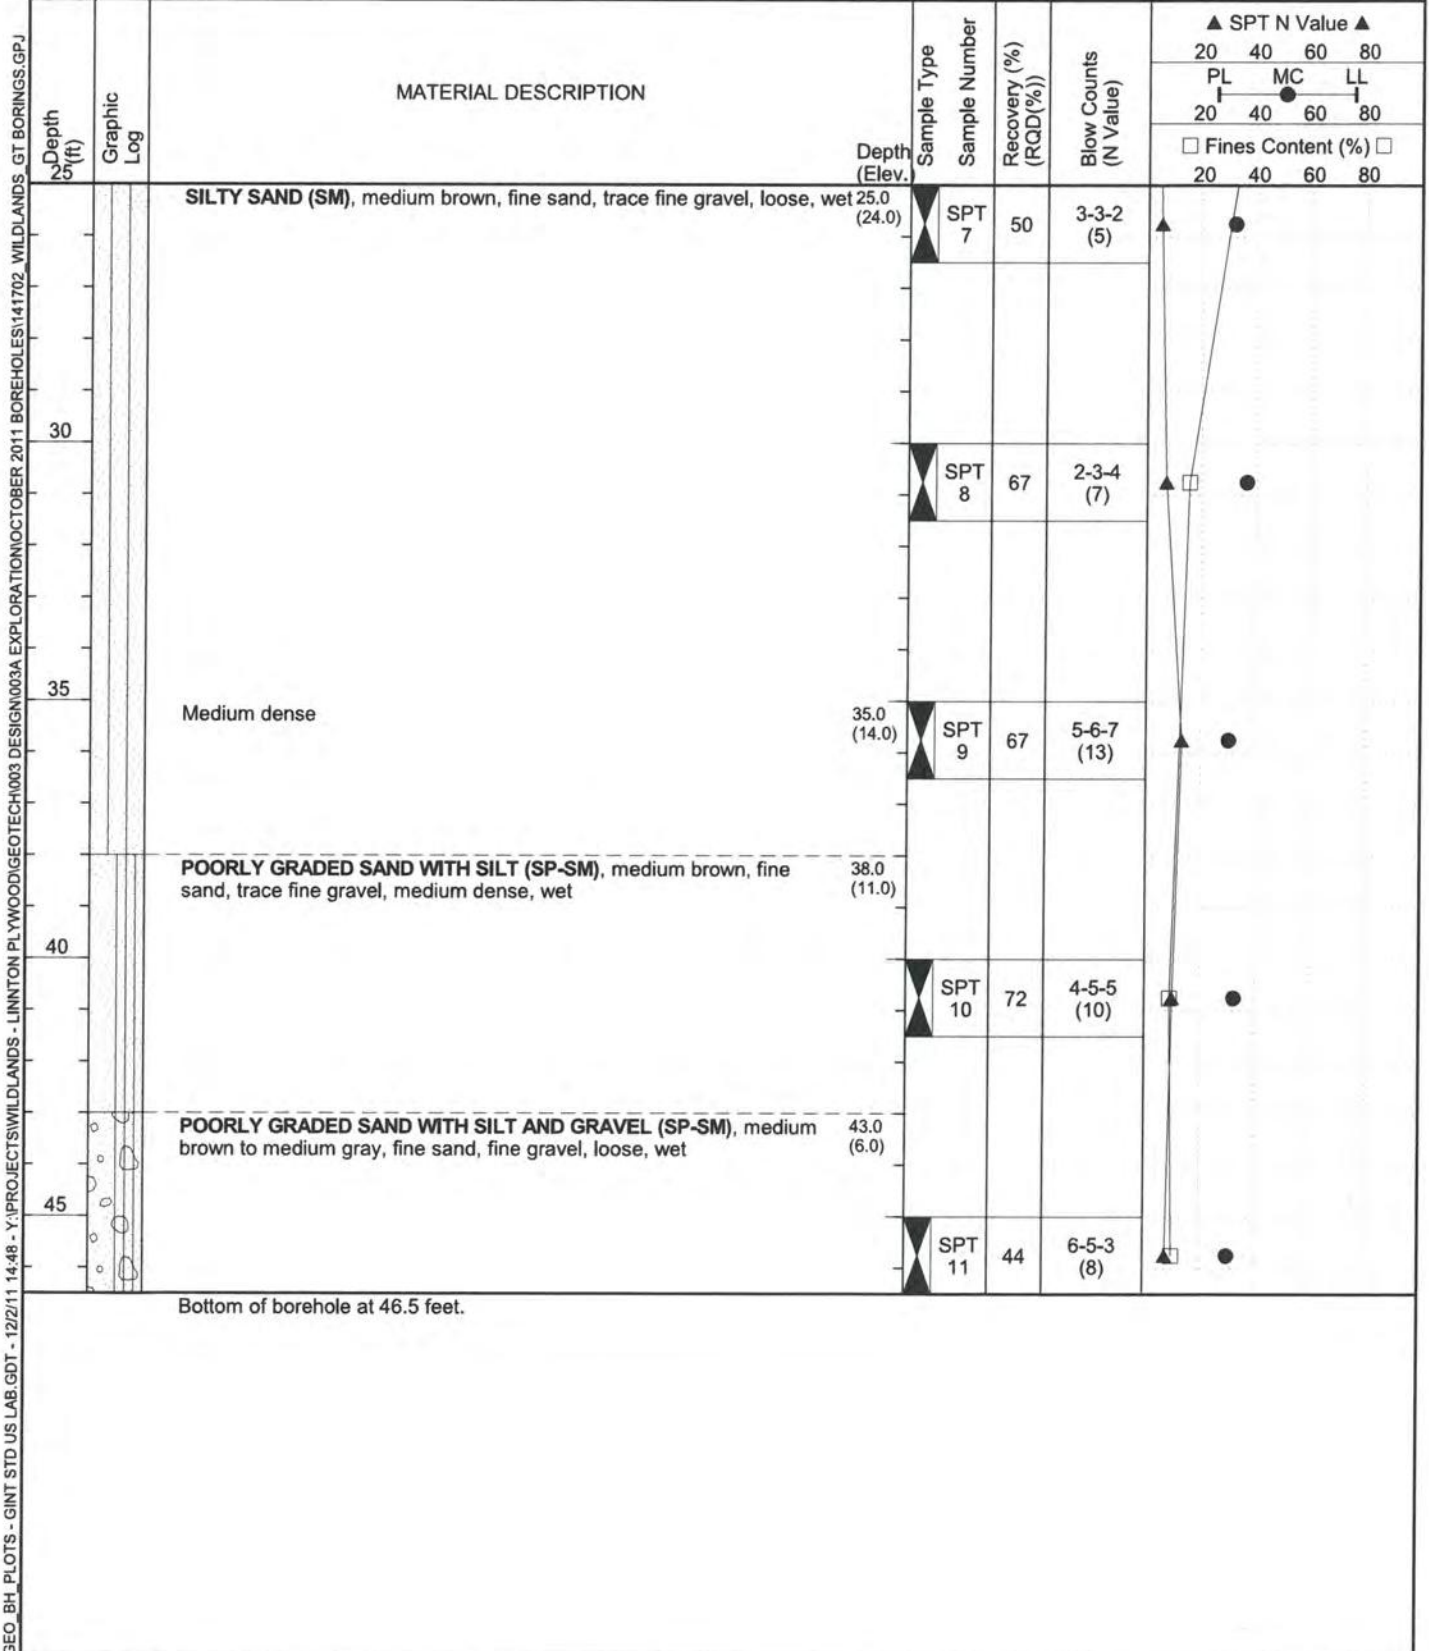 GEO_BH_PLOTS - GINT STD US LAB.GDT - 12/2/11 14:48 - Y:\PROJECTS\WILDLANDS - LINNTON PLYWOOD\GEOTECH\003 DESIGN\003A EXPLORATION\OCTOBER 2011 BOREHOLES\141702_WILDLANDS_GT BORINGS.GPJ
Depth
(ft)
Graphic
Log
MATERIAL DESCRIPTION
Depth
(Elev.)
Sample Type
Sample Number
Recovery (%)
(RQD(%))
Blow Counts
(N Value)
▲ SPT N Value ▲
20 40 60 80
PL MC LL
20 40 60 80
□ Fines Content (%) □
20 40 60 80
25
SILTY SAND (SM), medium brown, fine sand, trace fine gravel, loose, wet 25.0
(24.0)
SPT
7
50
3-3-2
(5)
30
SPT
8
67
2-3-4
(7)
35
Medium dense
35.0
(14.0)
SPT
9
67
5-6-7
(13)
POORLY GRADED SAND WITH SILT (SP-SM), medium brown, fine
sand, trace fine gravel, medium dense, wet
38.0
(11.0)
40
SPT
10
72
4-5-5
(10)
POORLY GRADED SAND WITH SILT AND GRAVEL (SP-SM), medium
brown to medium gray, fine sand, fine gravel, loose, wet
43.0
(6.0)
45
SPT
11
44
6-5-3
(8)
Bottom of borehole at 46.5 feet.